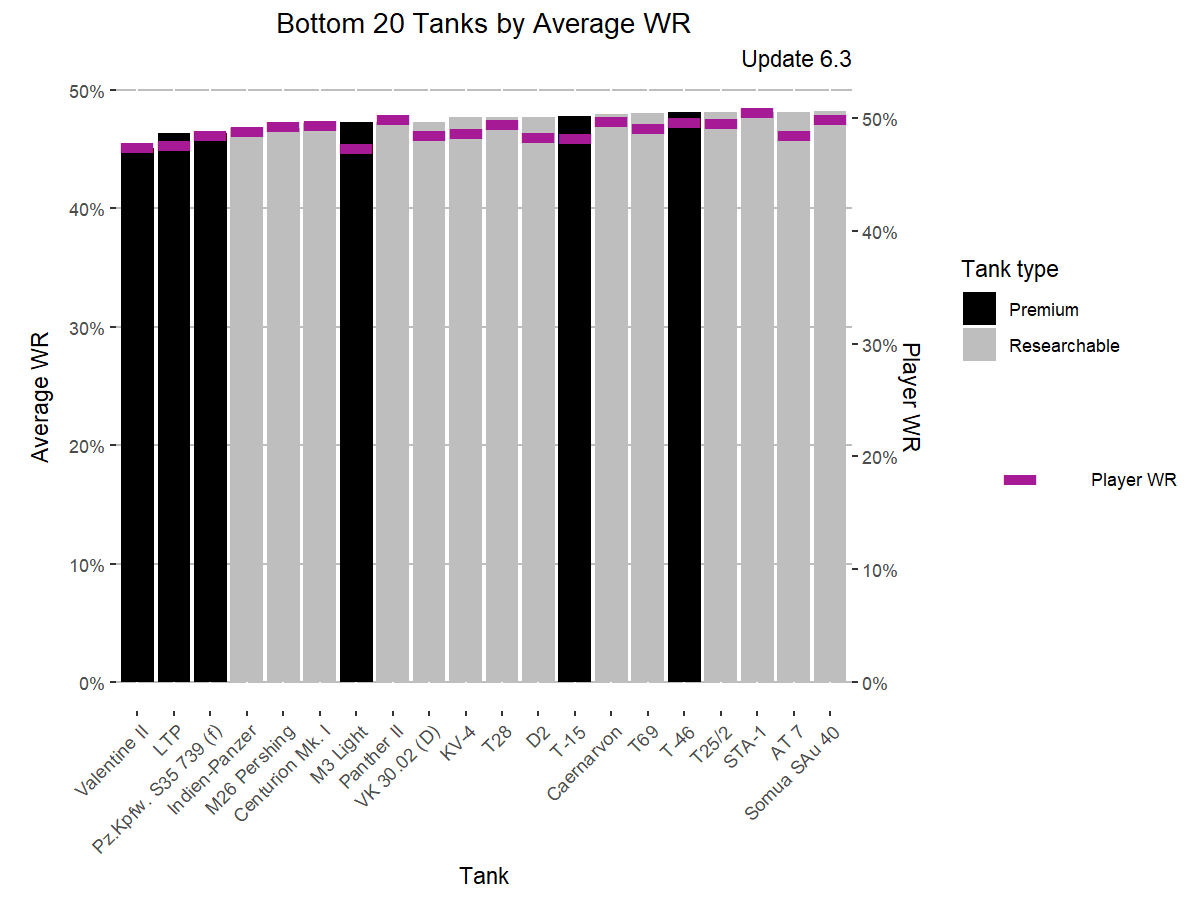 Bottom 20 Tanks by Average WR
Update 6.3
Average WR
50%
40%
30%
20%
10%
0%
50%
40%
30%
20%
10%
0%
Player WR
Valentine II
LTP
Pz.Kpfw. S35 739 (f)
Indien-Panzer
M26 Pershing
Centurion Mk. I
M3 Light
Panther II
VK 30.02 (D)
KV-4
T28
D2
T-15
Caernarvon
T69
T-46
T25/2
STA-1
AT 7
Somua SAu 40
Tank
Tank type
Premium
Researchable
Player WR